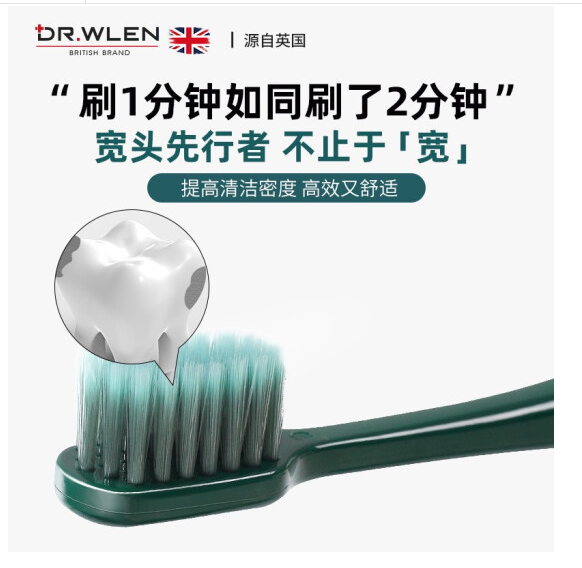 DR.WLEN
BRITISH BRAND
源自英国
“刷1分钟如同刷了2分钟”
宽头先行者 不止于「宽」
提高清洁密度 高效又舒适